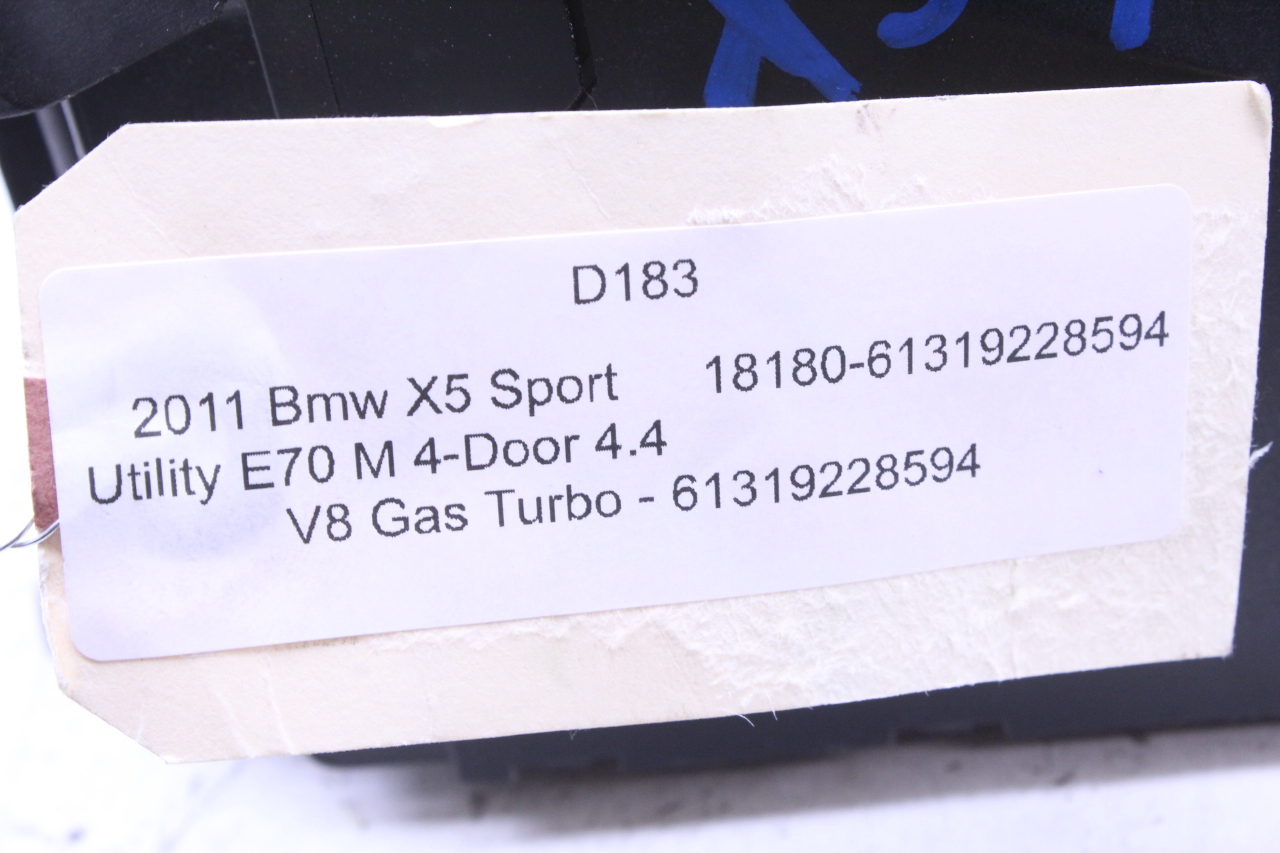 D183
2011 Bmw X5 Sport 18180-61319228594
Utility E70 M 4-Door 4.4
V8 Gas Turbo - 61319228594